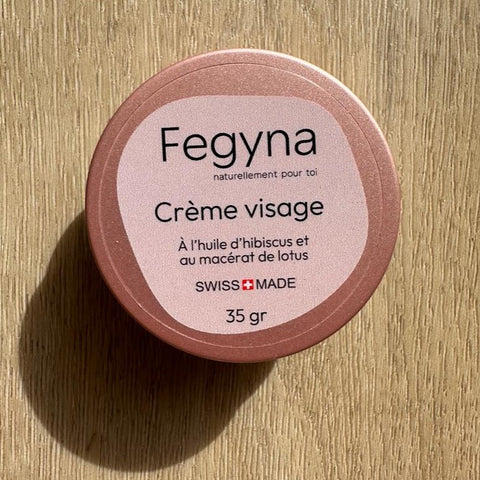 Fegyna
naturellement pour toi
Crème visage
À l'huile d'hibiscus et
au macérat de lotus
SWISS MADE
35 gr